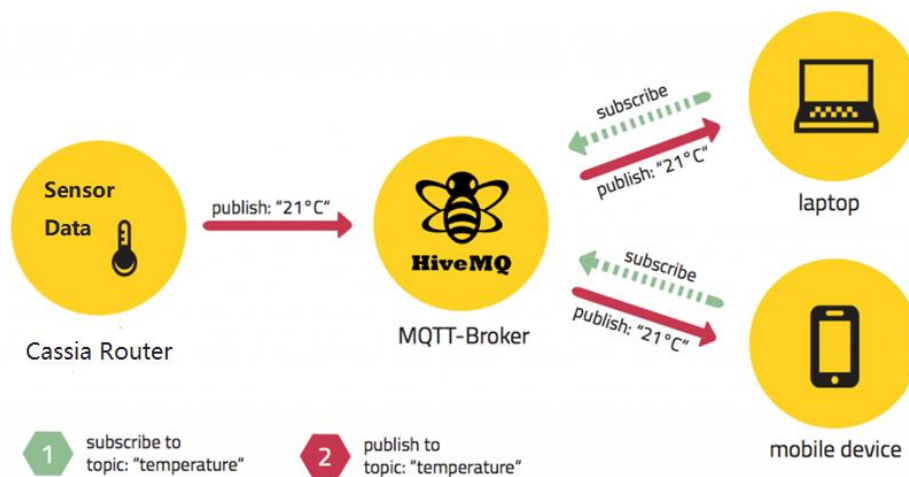 Sensor
Data
Cassia Router
publish: “21°C”
HiveMQ
MQTT-Broker
subscribe
publish: “21°C”
laptop
subscribe
publish: “21°C”
mobile device
1
subscribe to
topic: “temperature”
2
publish to
topic: “temperature”